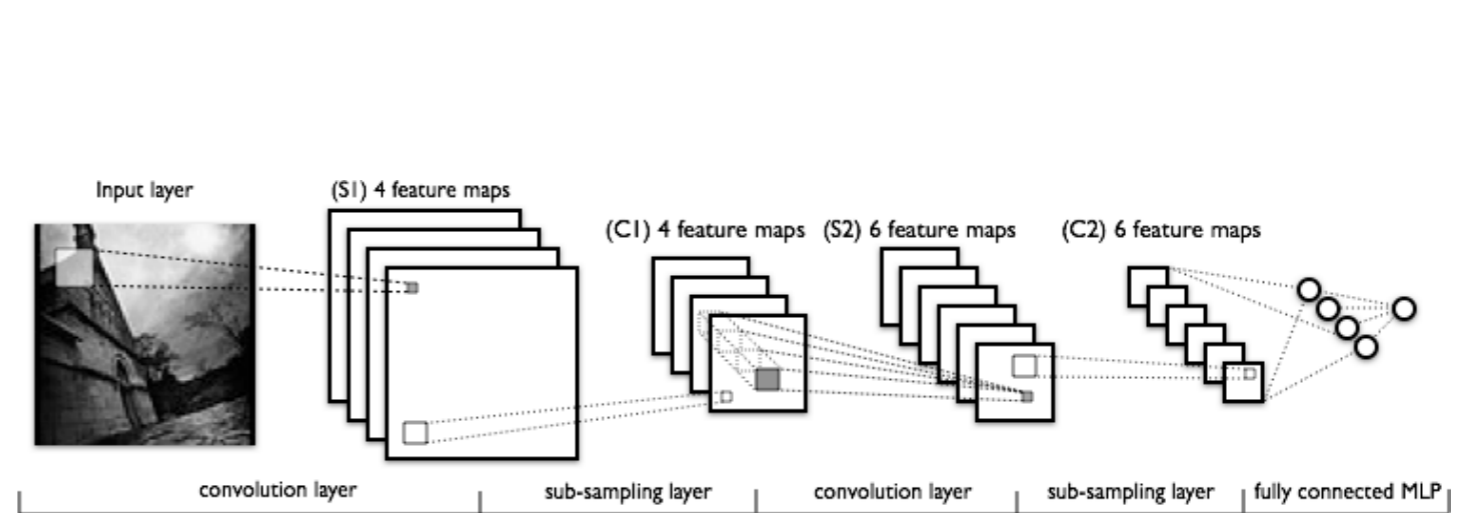 Input layer
(S1) 4 feature maps
(C1) 4 feature maps
(S2) 6 feature maps
(C2) 6 feature maps
convolution layer
sub-sampling layer
convolution layer
sub-sampling layer
fully connected MLP